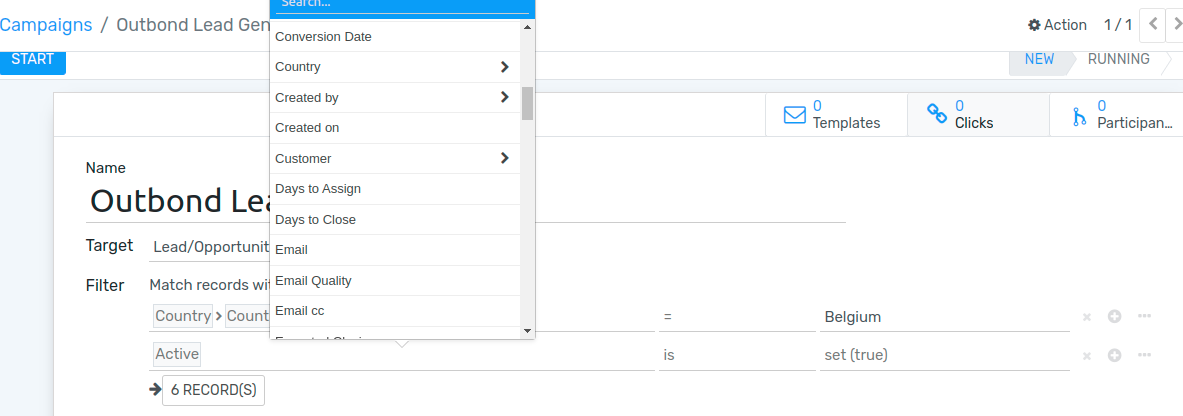 Search...
Campaigns / Outbond Lead Gen
Action 1 / 1
START
NEW RUNNING
Conversion Date
Country
Created by
Created on
Customer
Days to Assign
Days to Close
Email
Email Quality
Email cc
0
Templates
0
Clicks
0
Participan...
Name
Outbond Lea
Target Lead/Opportunit
Filter Match records wi
Country Count = Belgium
Active is set (true)
6 RECORD(S)